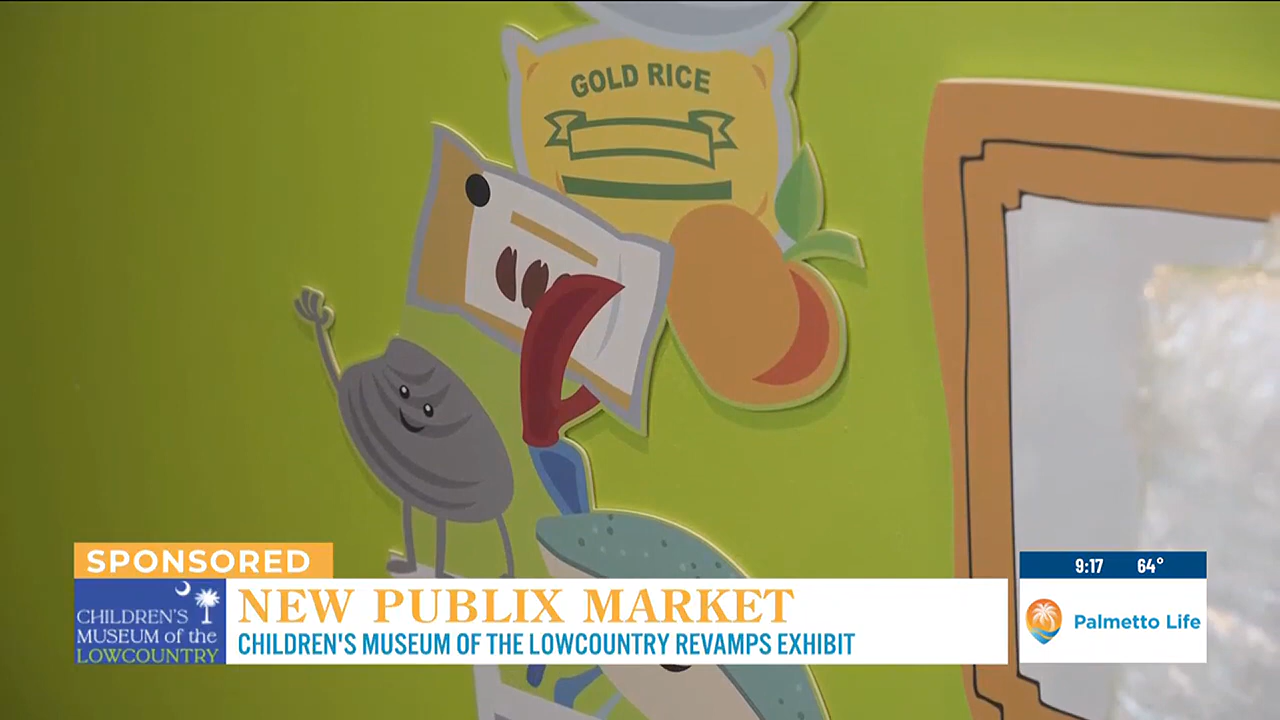 GOLD RICE
SPONSORED
CHILDREN'S
MUSEUM of the
LOWCOUNTRY
NEW PUBLIX MARKET
CHILDREN'S MUSEUM OF THE LOWCOUNTRY REVAMPS EXHIBIT
9:17 64°
Palmetto Life